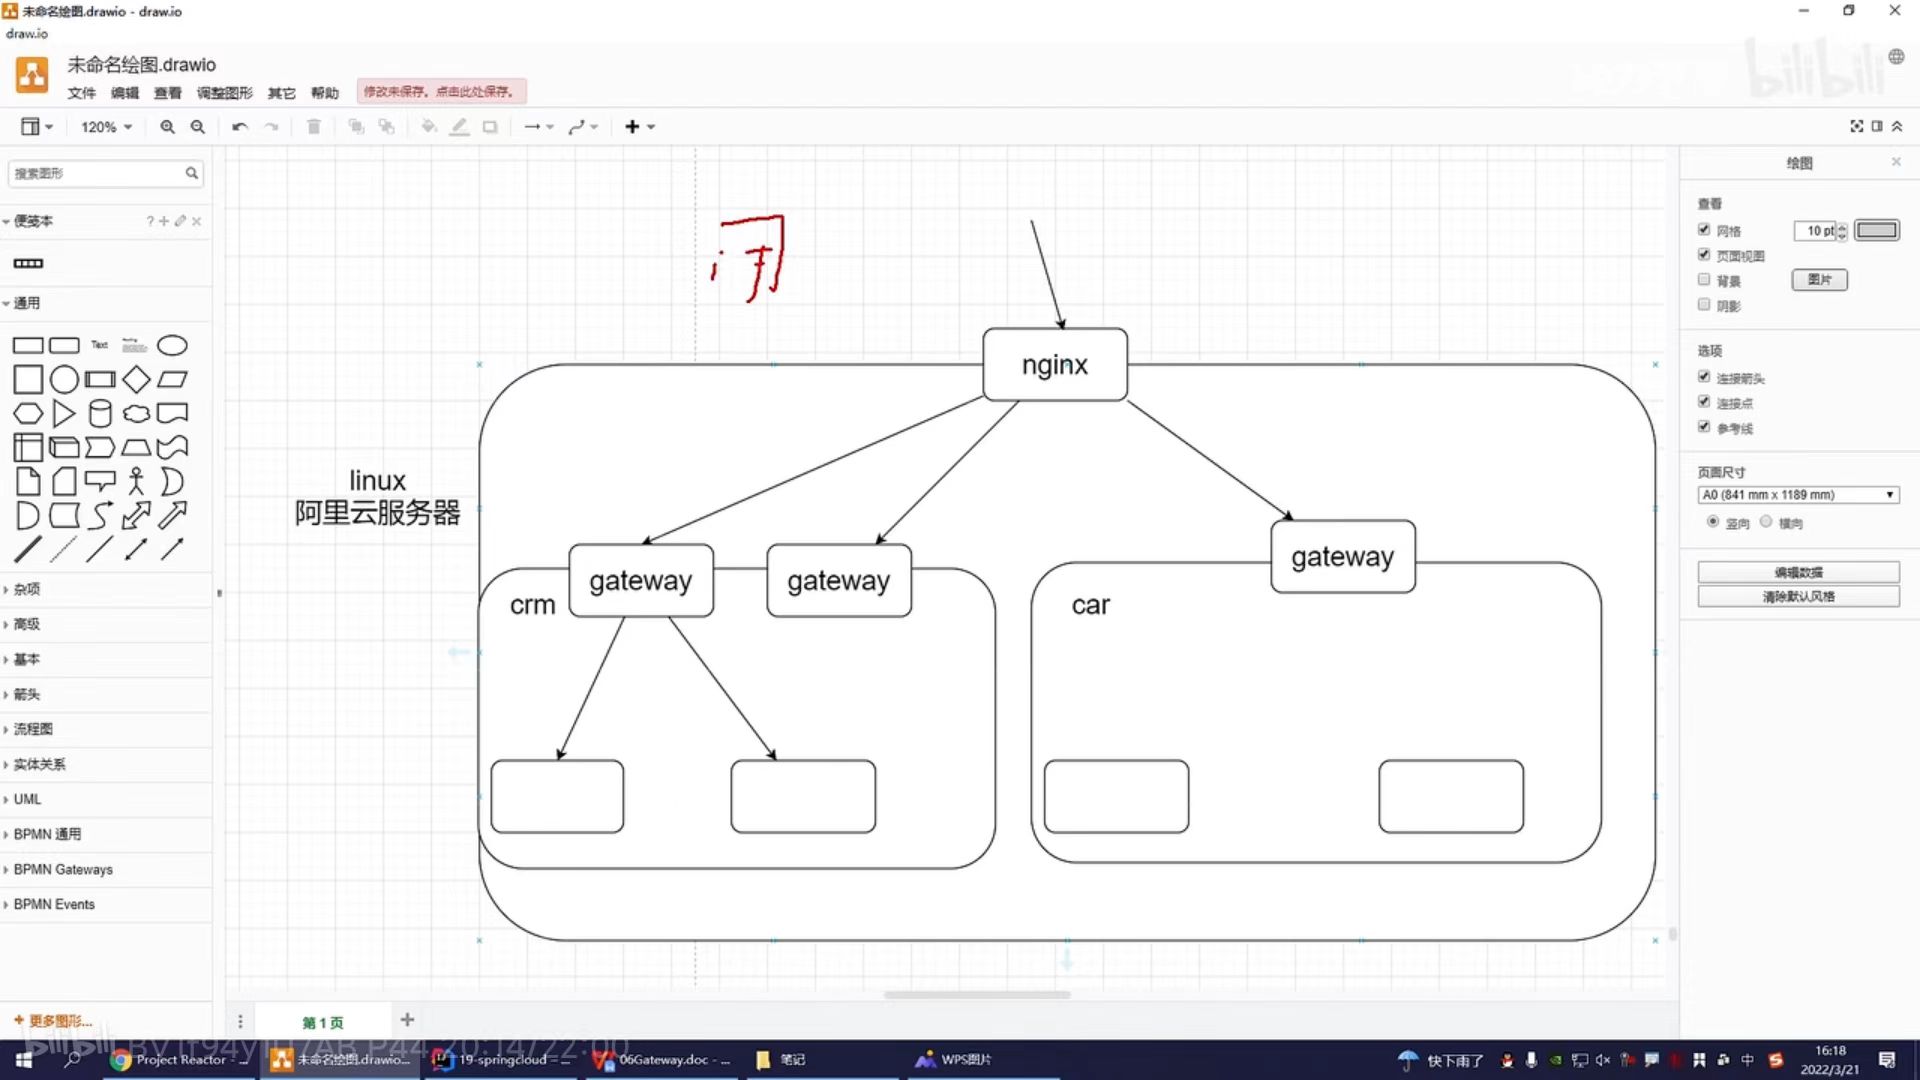 未命名绘图.drawio - draw.io
draw.io
未命名绘图.drawio
文件 编辑 查看 调整图形 其它 帮助 修改未保存。点击此处保存。
bilibili
120%
搜索图形
便笺本
通用
Text
杂项
高级
基本
箭头
流程图
实体关系
UML
BPMN 通用
BPMN Gateways
BPMN Events
更多图形...
nginx
linux
阿里云服务器
gateway
gateway
gateway
crm
car
绘图
查看
网格 10 pt
页面视图
背景 图片
阴影
选项
连接箭头
连接点
参考线
页面尺寸
A0 (841 mm x 1189 mm)
竖向 横向
编辑数据
清除默认风格
第 1 页
bilibili
P44 20:14/22:00
Project Reactor - ...
未命名绘图.drawio...
19-springcloud - ...
06Gateway.doc - ...
笔记
WPS图片
快下雨了
中
16:18
2022/3/21